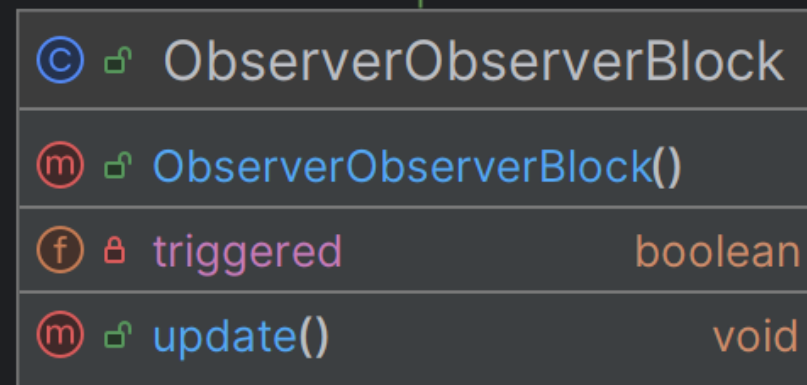 C ObserverObserverBlock
m ObserverObserverBlock()
f triggered boolean
m update() void